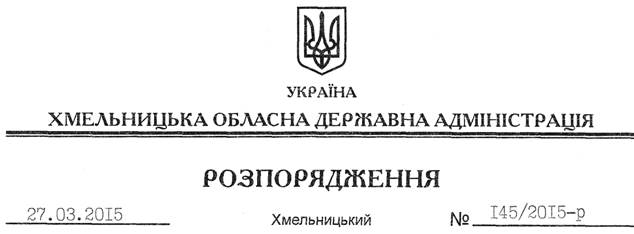 УКРАЇНА
ХМЕЛЬНИЦЬКА ОБЛАСНА ДЕРЖАВНА АДМІНІСТРАЦІЯ
РОЗПОРЯДЖЕННЯ
27.03.2015 Хмельницький № 145/2015-р